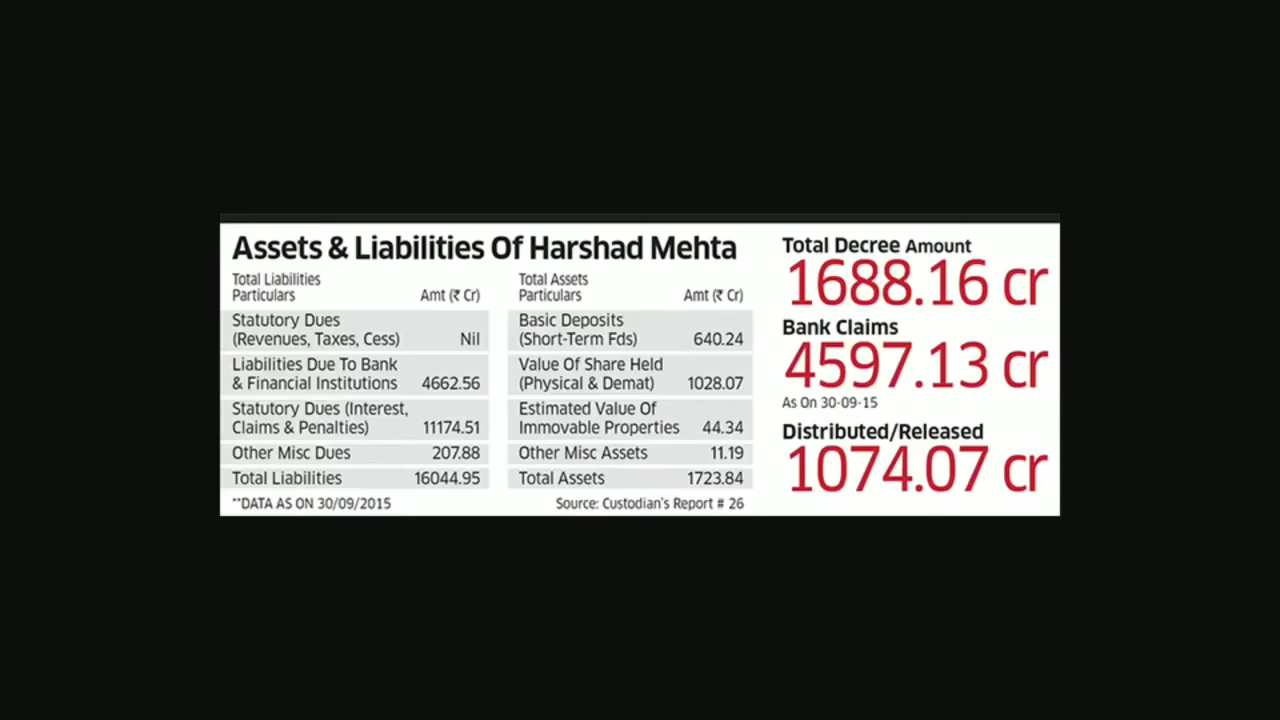 Assets & Liabilities Of Harshad Mehta
Total Liabilities
Particulars Amt (₹ Cr)
Statutory Dues
(Revenues, Taxes, Cess) Nil
Liabilities Due To Bank
& Financial Institutions 4662.56
Statutory Dues (Interest,
Claims & Penalties) 11174.51
Other Misc Dues 207.88
Total Liabilities 16044.95
**DATA AS ON 30/09/2015
Total Assets
Particulars Amt (₹ Cr)
Basic Deposits
(Short-Term Fds) 640.24
Value Of Share Held
(Physical & Demat) 1028.07
Estimated Value Of
Immovable Properties 44.34
Other Misc Assets 11.19
Total Assets 1723.84
Source: Custodian's Report # 26
Total Decree Amount
1688.16 cr
Bank Claims
4597.13 cr
As On 30-09-15
Distributed/Released
1074.07 cr